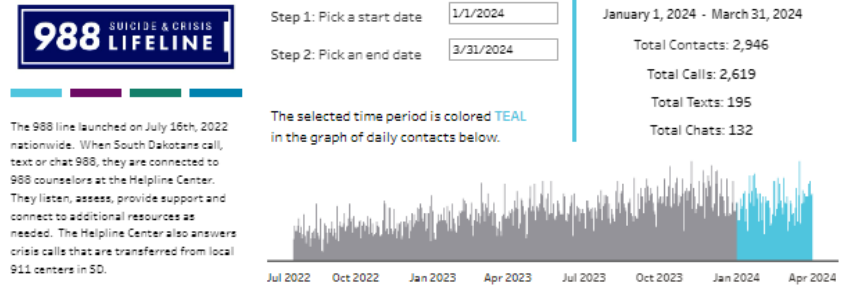 988 SUICIDE & CRISIS
LIFELINE
The 988 line launched on July 16th, 2022
nationwide. When South Dakotans call,
text or chat 988, they are connected to
988 counselors at the Helpline Center.
They listen, assess, provide support and
connect to additional resources as
needed. The Helpline Center also answers
crisis calls that are transferred from local
911 centers in SD.
Step 1: Pick a start date 1/1/2024
Step 2: Pick an end date 3/31/2024
The selected time period is colored TEAL
in the graph of daily contacts below.
January 1, 2024 - March 31, 2024
Total Contacts: 2,946
Total Calls: 2,619
Total Texts: 195
Total Chats: 132
Jul 2022 Oct 2022 Jan 2023 Apr 2023 Jul 2023 Oct 2023 Jan 2024 Apr 2024